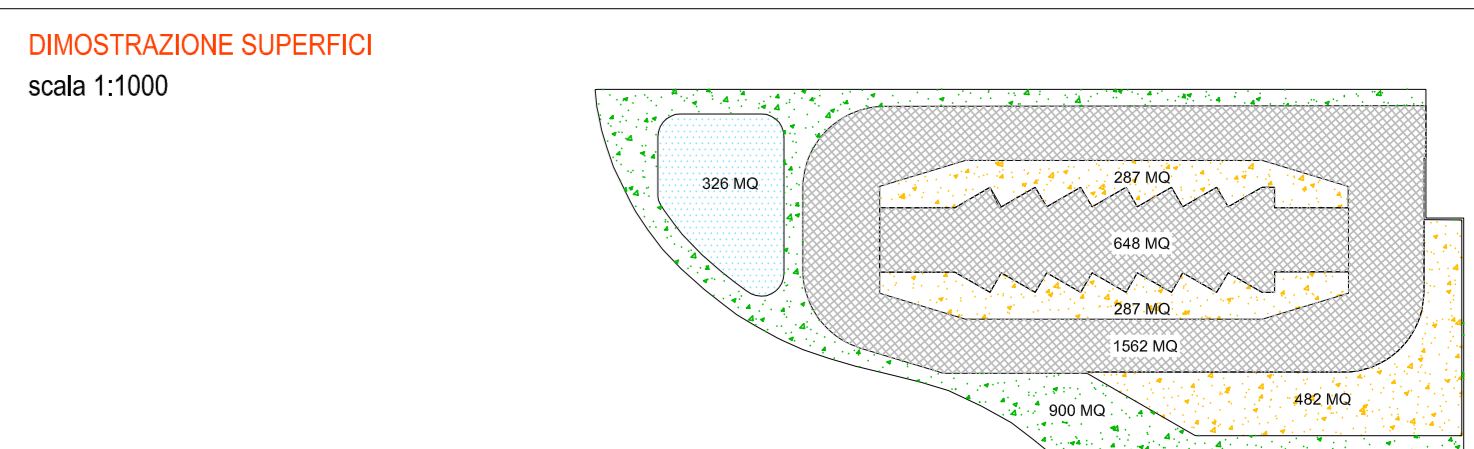 DIMOSTRAZIONE SUPERFICI
scala 1:1000
326 MQ
287 MQ
648 MQ
287 MQ
1562 MQ
482 MQ
900 MQ